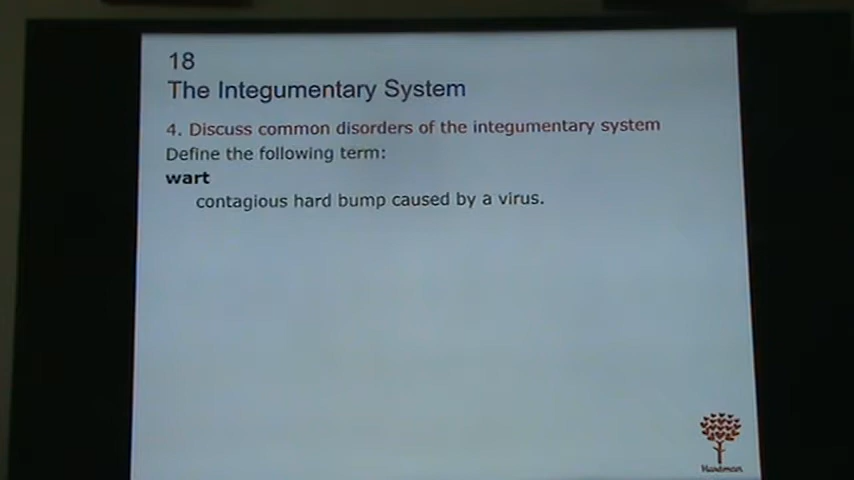 18
The Integumentary System
4. Discuss common disorders of the integumentary system
Define the following term:
wart
contagious hard bump caused by a virus.
Hartman